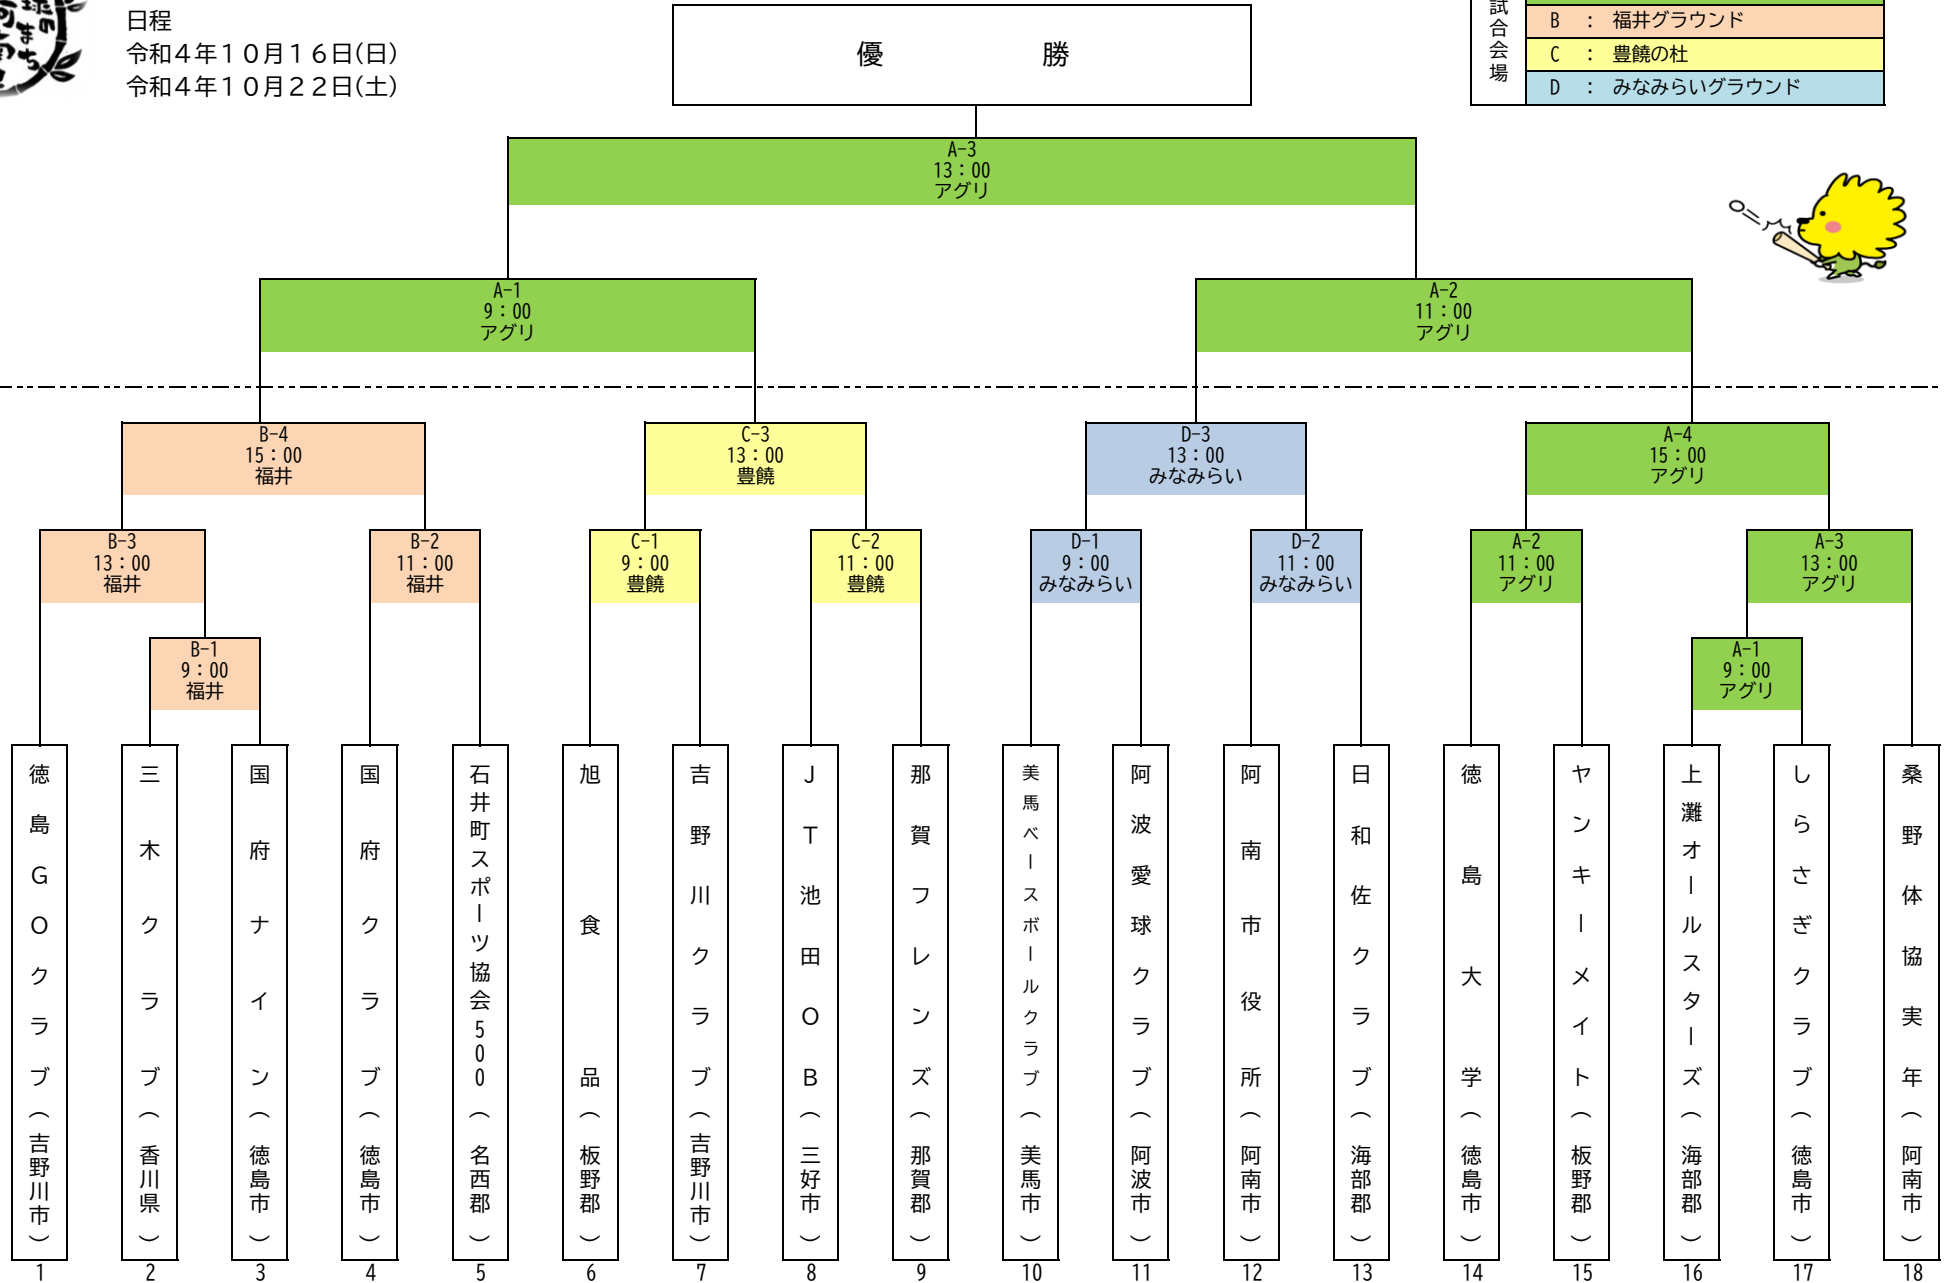 球のまち阿南
日程
令和４年１０月１６日(日)
令和４年１０月２２日(土)
優　　勝
試合会場
B ： 福井グラウンド
C ： 豊饒の杜
D ： みなみらいグラウンド
A-3
13：00
アグリ
A-1
9：00
アグリ
A-2
11：00
アグリ
B-4
15：00
福井
C-3
13：00
豊饒
D-3
13：00
みなみらい
A-4
15：00
アグリ
B-3
13：00
福井
B-2
11：00
福井
C-1
9：00
豊饒
C-2
11：00
豊饒
D-1
9：00
みなみらい
D-2
11：00
みなみらい
A-2
11：00
アグリ
A-3
13：00
アグリ
B-1
9：00
福井
A-1
9：00
アグリ
徳島ＧＯクラブ（吉野川市）
三木クラブ（香川県）
国府ナイン（徳島市）
国府クラブ（徳島市）
石井町スポーツ協会500（名西郡）
旭食品（板野郡）
吉野川クラブ（吉野川市）
ＪＴ池田ＯＢ（三好市）
那賀フレンズ（那賀郡）
美馬ベースボールクラブ（美馬市）
阿波愛球クラブ（阿波市）
阿南市役所（阿南市）
日和佐クラブ（海部郡）
徳島大学（徳島市）
ヤンキーメイト（板野郡）
上灘オールスターズ（海部郡）
しらさぎクラブ（徳島市）
桑野体協実年（阿南市）
1 2 3 4 5 6 7 8 9 10 11 12 13 14 15 16 17 18